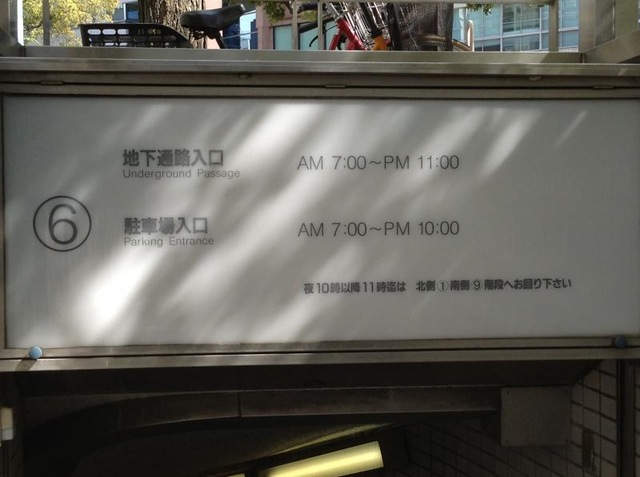 地下通路入口 AM 7:00～PM 11:00
Underground Passage
⑥
駐車場入口 AM 7:00～PM 10:00
Parking Entrance
夜10時以降11時迄は 北側①南側⑨階段へお回り下さい